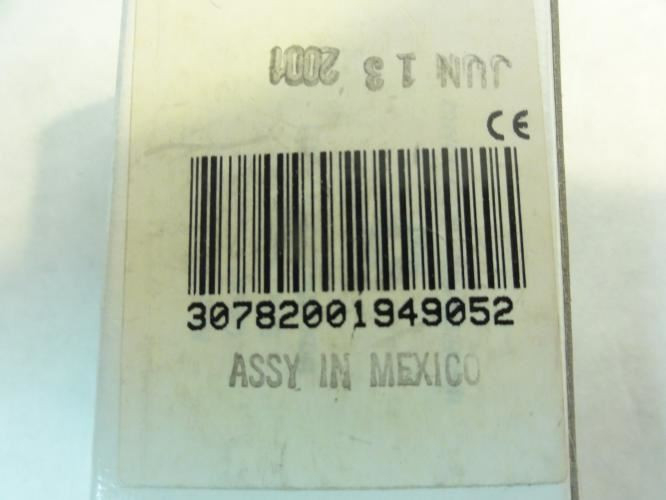 JUN 13 2001
CE
30782001949052
ASSY IN MEXICO